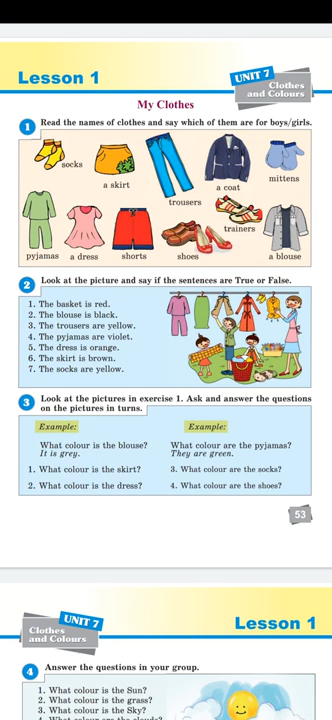 Lesson 1
UNIT 7
Clothes
and Colours
My Clothes
1 Read the names of clothes and say which of them are for boys/girls.
socks
a skirt
trousers
a coat
mittens
pyjamas
a dress
shorts
shoes
trainers
a blouse
2 Look at the picture and say if the sentences are True or False.
1. The basket is red.
2. The blouse is black.
3. The trousers are yellow.
4. The pyjamas are violet.
5. The dress is orange.
6. The skirt is brown.
7. The socks are yellow.
3 Look at the pictures in exercise 1. Ask and answer the questions
on the pictures in turns.
Example:
What colour is the blouse?
It is grey.
1. What colour is the skirt?
2. What colour is the dress?
Example:
What colour are the pyjamas?
They are green.
3. What colour are the socks?
4. What colour are the shoes?
53
UNIT 7
Clothes
and Colours
Lesson 1
4 Answer the questions in your group.
1. What colour is the Sun?
2. What colour is the grass?
3. What colour is the Sky?
4. What colour are the clouds?